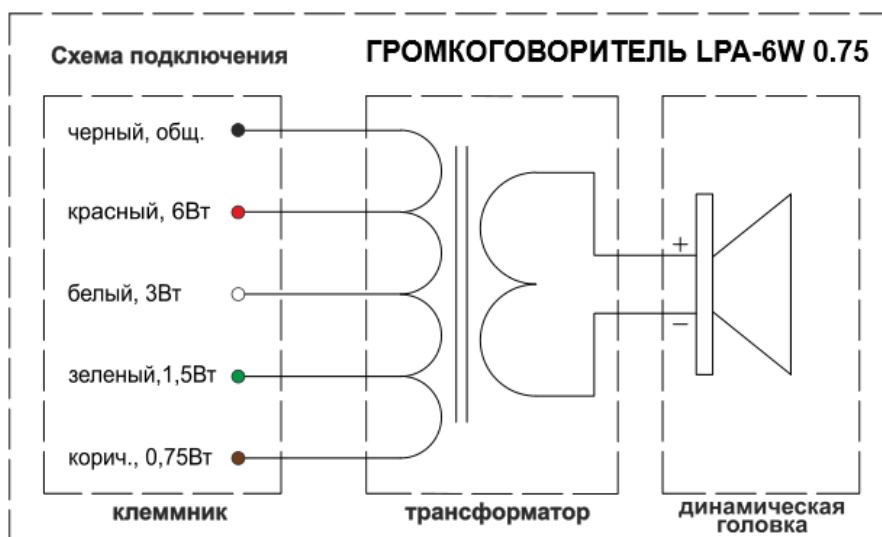 Схема подключения
ГРОМКОГОВОРИТЕЛЬ LPA-6W 0.75
черный, общ.
красный, 6Вт
белый, 3Вт
зеленый,1,5Вт
корич., 0,75Вт
+
−
клеммник
трансформатор
динамическая
головка